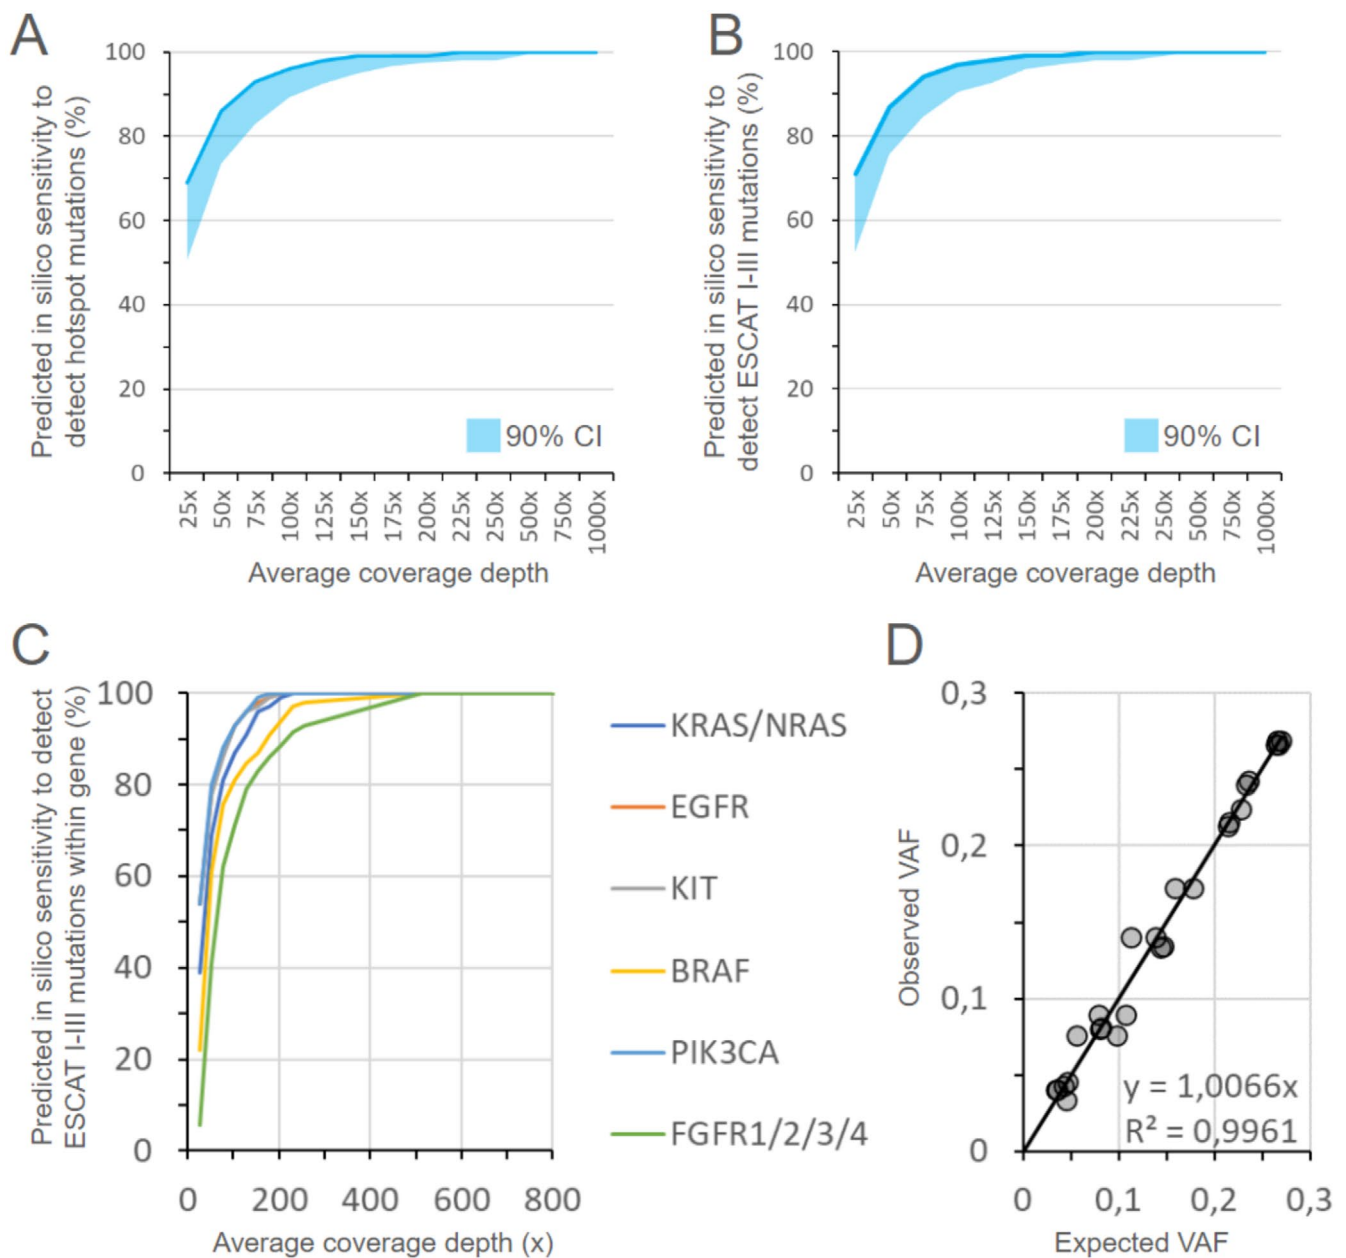 A
Predicted in silico sensitivity to
detect hotspot mutations (%)
100
80
60
40
20
0
90% CI
25x
50x
75x
100x
125x
150x
175x
200x
225x
250x
500x
750x
1000x
Average coverage depth
B
Predicted in silico sensitivity to
detect ESCAT I-III mutations (%)
100
80
60
40
20
0
90% CI
25x
50x
75x
100x
125x
150x
175x
200x
225x
250x
500x
750x
1000x
Average coverage depth
C
Predicted in silico sensitivity to detect
ESCAT I-III mutations within gene (%)
100
80
60
40
20
0
0 200 400 600 800
Average coverage depth (x)
KRAS/NRAS
EGFR
KIT
BRAF
PIK3CA
FGFR1/2/3/4
D
Observed VAF
0,3
0,2
0,1
0
y = 1,0066x
R² = 0,9961
0 0,1 0,2 0,3
Expected VAF